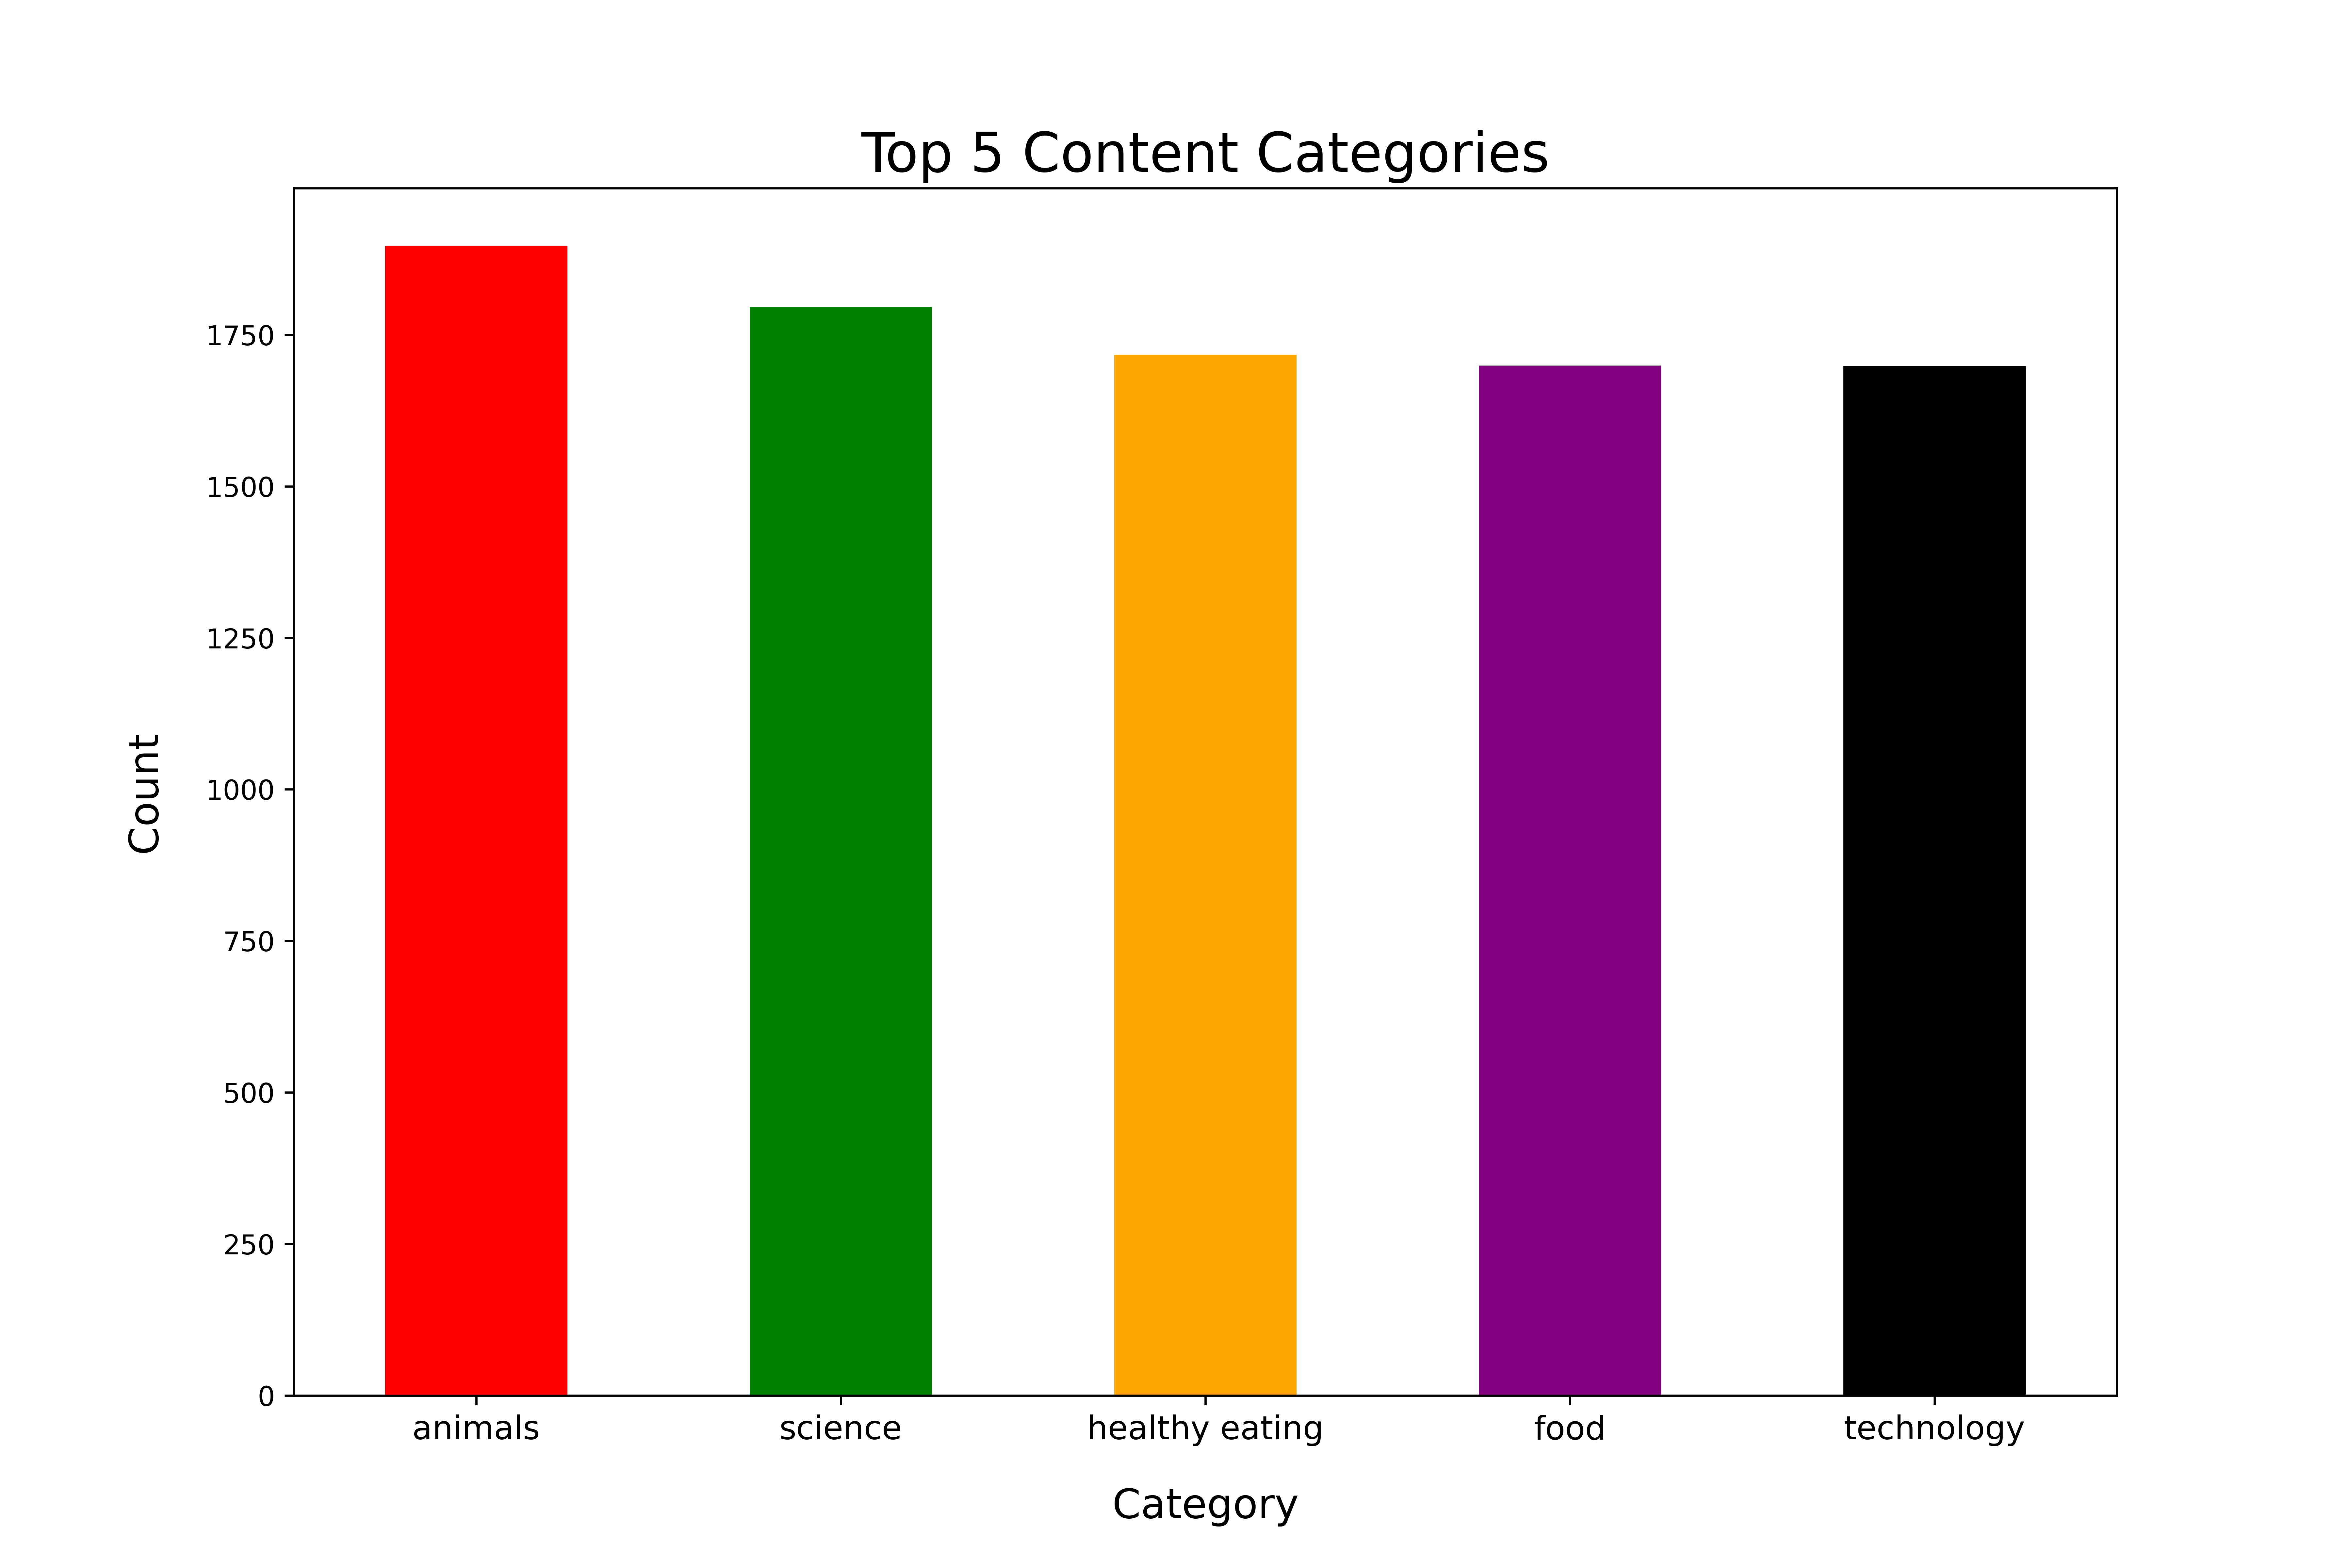 Top 5 Content Categories
1750
1500
1250
1000
750
500
250
0
Count
animals
science
healthy eating
food
technology
Category